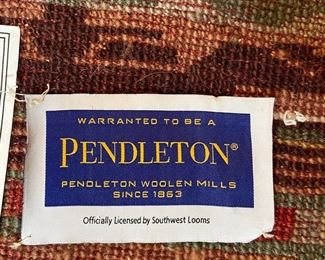 WARRANTED TO BE A
PENDLETON®
PENDLETON WOOLEN MILLS
SINCE 1863
Officially Licensed by Southwest Looms